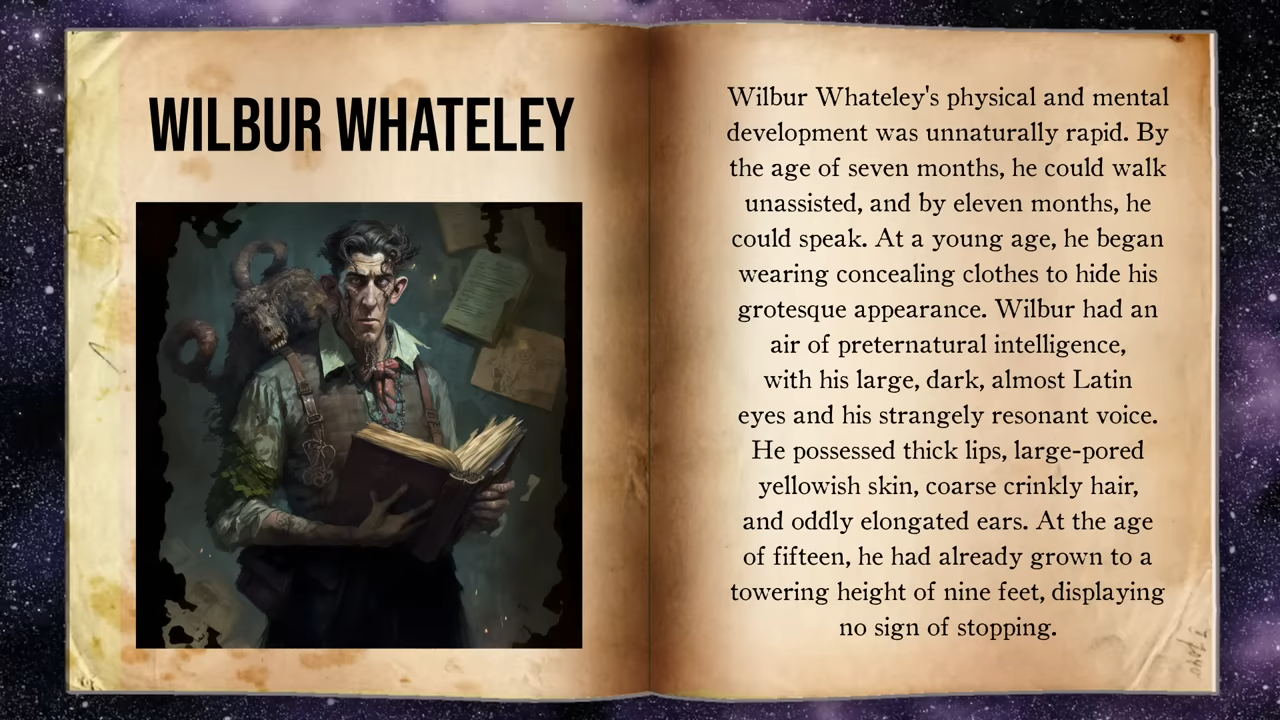 WILBUR WHATELEY
Wilbur Whateley's physical and mental
development was unnaturally rapid. By
the age of seven months, he could walk
unassisted, and by eleven months, he
could speak. At a young age, he began
wearing concealing clothes to hide his
grotesque appearance. Wilbur had an
air of preternatural intelligence,
with his large, dark, almost Latin
eyes and his strangely resonant voice.
He possessed thick lips, large-pored
yellowish skin, coarse crinkly hair,
and oddly elongated ears. At the age
of fifteen, he had already grown to a
towering height of nine feet, displaying
no sign of stopping.